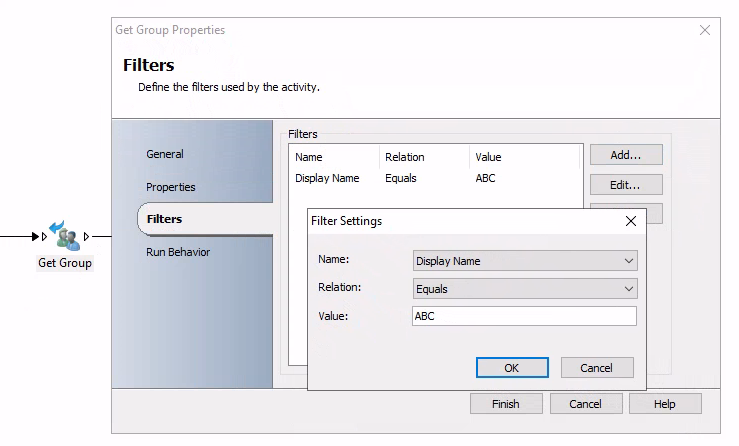 Get Group Properties
Filters
Define the filters used by the activity.
General
Properties
Filters
Run Behavior
Get Group
Filters
Name Relation Value
Display Name Equals ABC
Add...
Edit...
Filter Settings
Name: Display Name
Relation: Equals
Value: ABC
OK Cancel
Finish Cancel Help